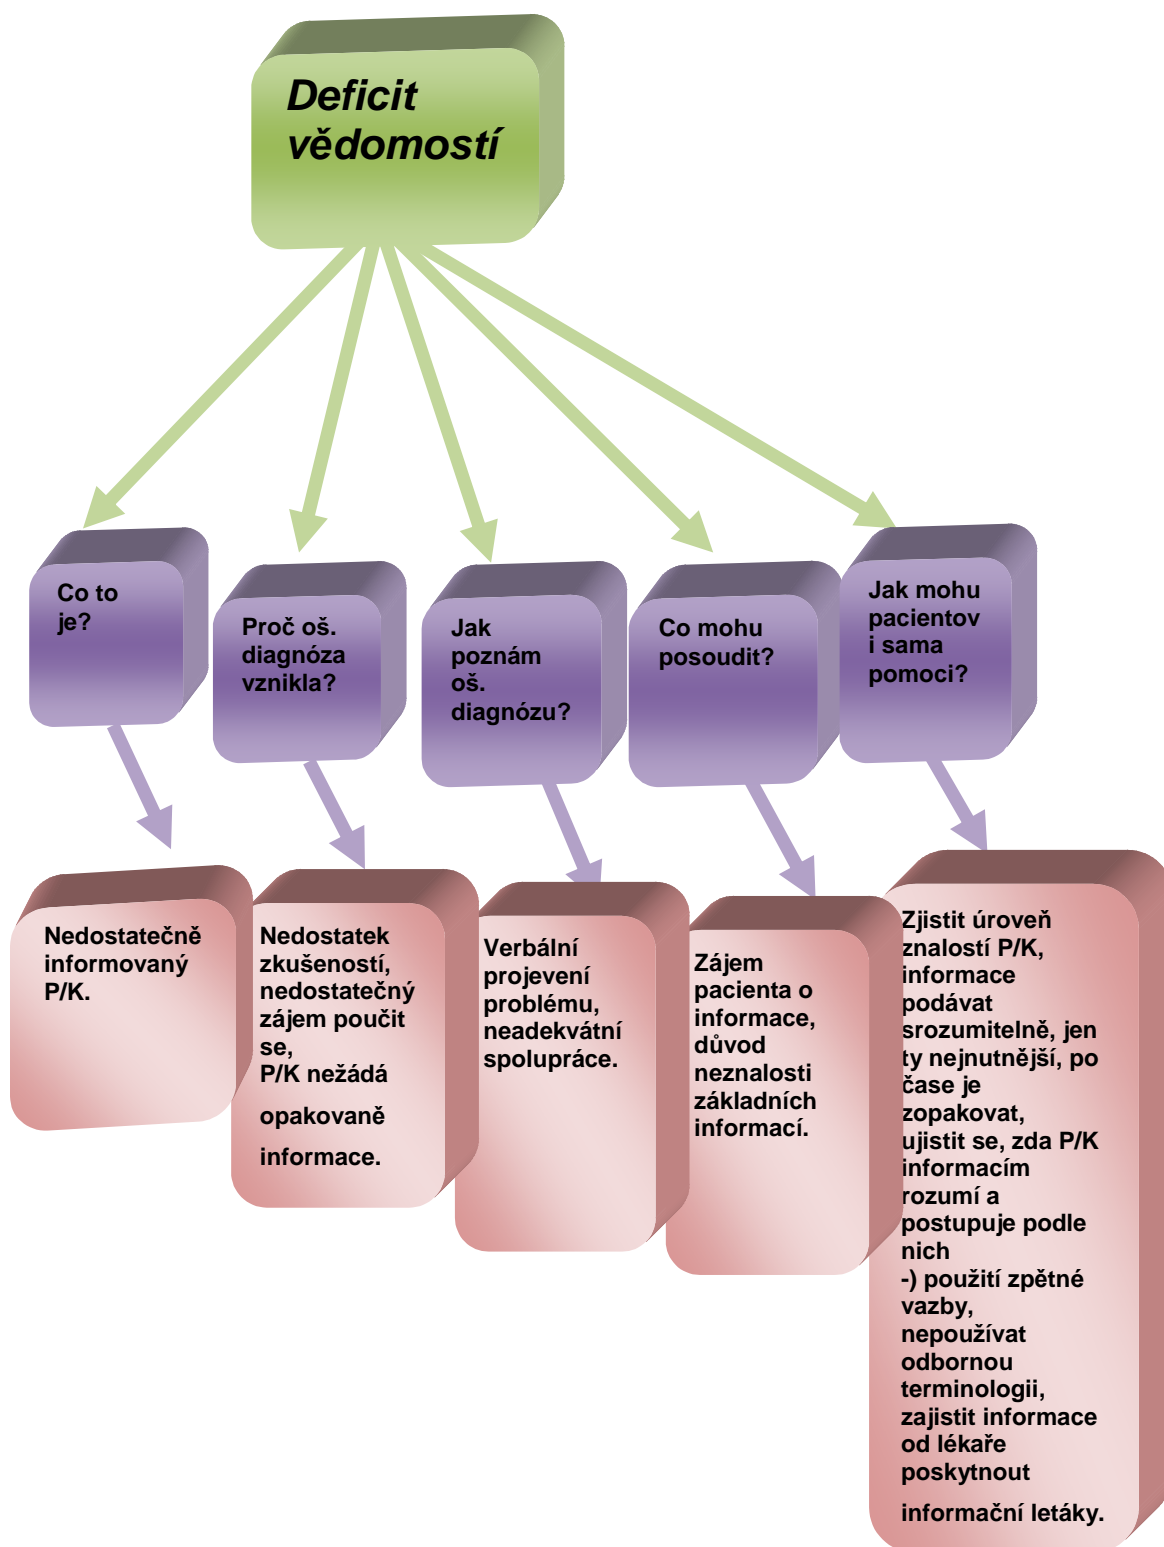 Deficit
vědomostí
Co to
je?
Proč oš.
diagnóza
vznikla?
Jak
poznám
oš.
diagnózu?
Co mohu
posoudit?
Jak mohu
pacientov
i sama
pomoci?
Nedostatečně
informovaný
P/K.
Nedostatek
zkušeností,
nedostatečný
zájem poučit
se,
P/K nežádá
opakovaně
informace.
Verbální
projevení
problému,
neadekvátní
spolupráce.
Zájem
pacienta o
informace,
důvod
neznalosti
základních
informací.
Zjistit úroveň
znalostí P/K,
informace
podávat
srozumitelně, jen
ty nejnutnější, po
čase je
zopakovat,
ujistit se, zda P/K
informacím
rozumí a
postupuje podle
nich
-) použití zpětné
vazby,
nepoužívat
odbornou
terminologii,
zajistit informace
od lékaře
poskytnout
informační letáky.